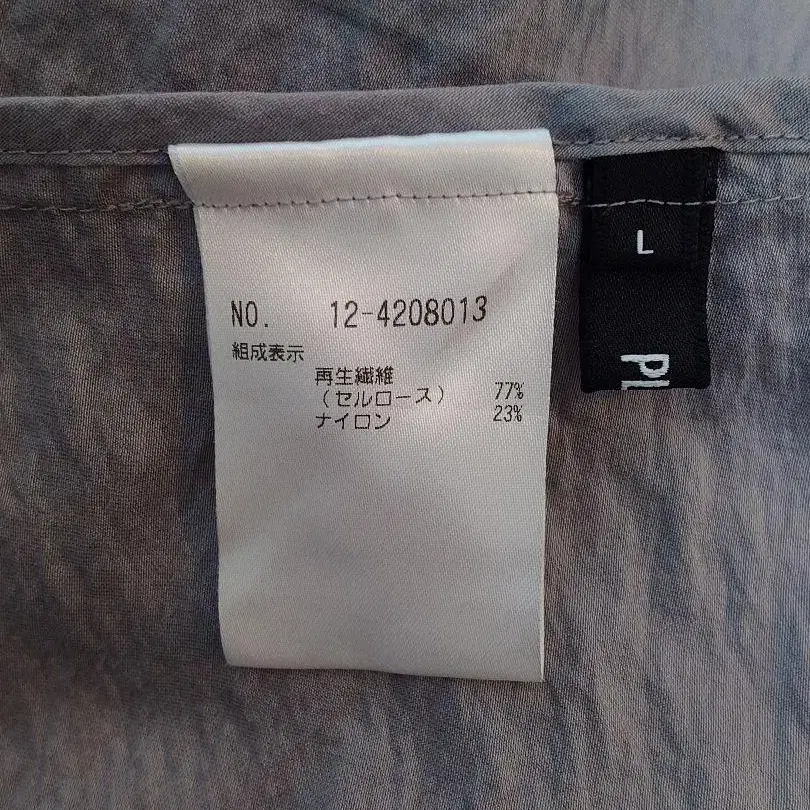 NO. 12-4208013
組成表示
再生繊維
(セルロース) 77%
ナイロン 23%
L